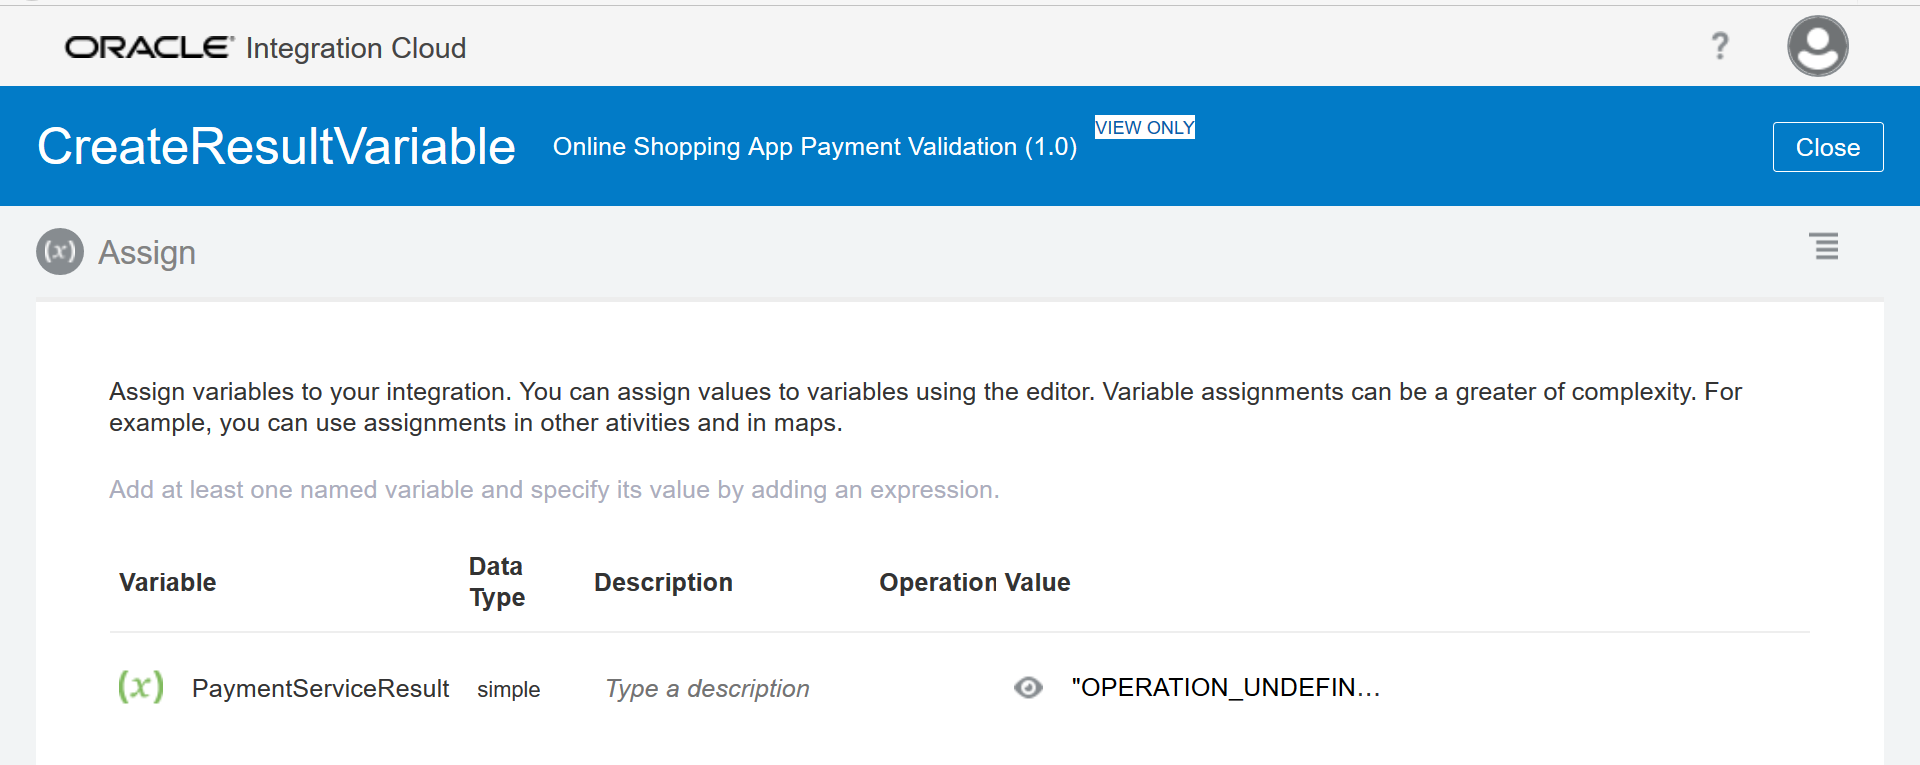 ORACLE® Integration Cloud
?
CreateResultVariable Online Shopping App Payment Validation (1.0) VIEW ONLY
Close
(x) Assign
Assign variables to your integration. You can assign values to variables using the editor. Variable assignments can be a greater of complexity. For
example, you can use assignments in other ativities and in maps.
Add at least one named variable and specify its value by adding an expression.
Variable Data Type Description Operation Value
(x) PaymentServiceResult simple Type a description "OPERATION_UNDEFIN...